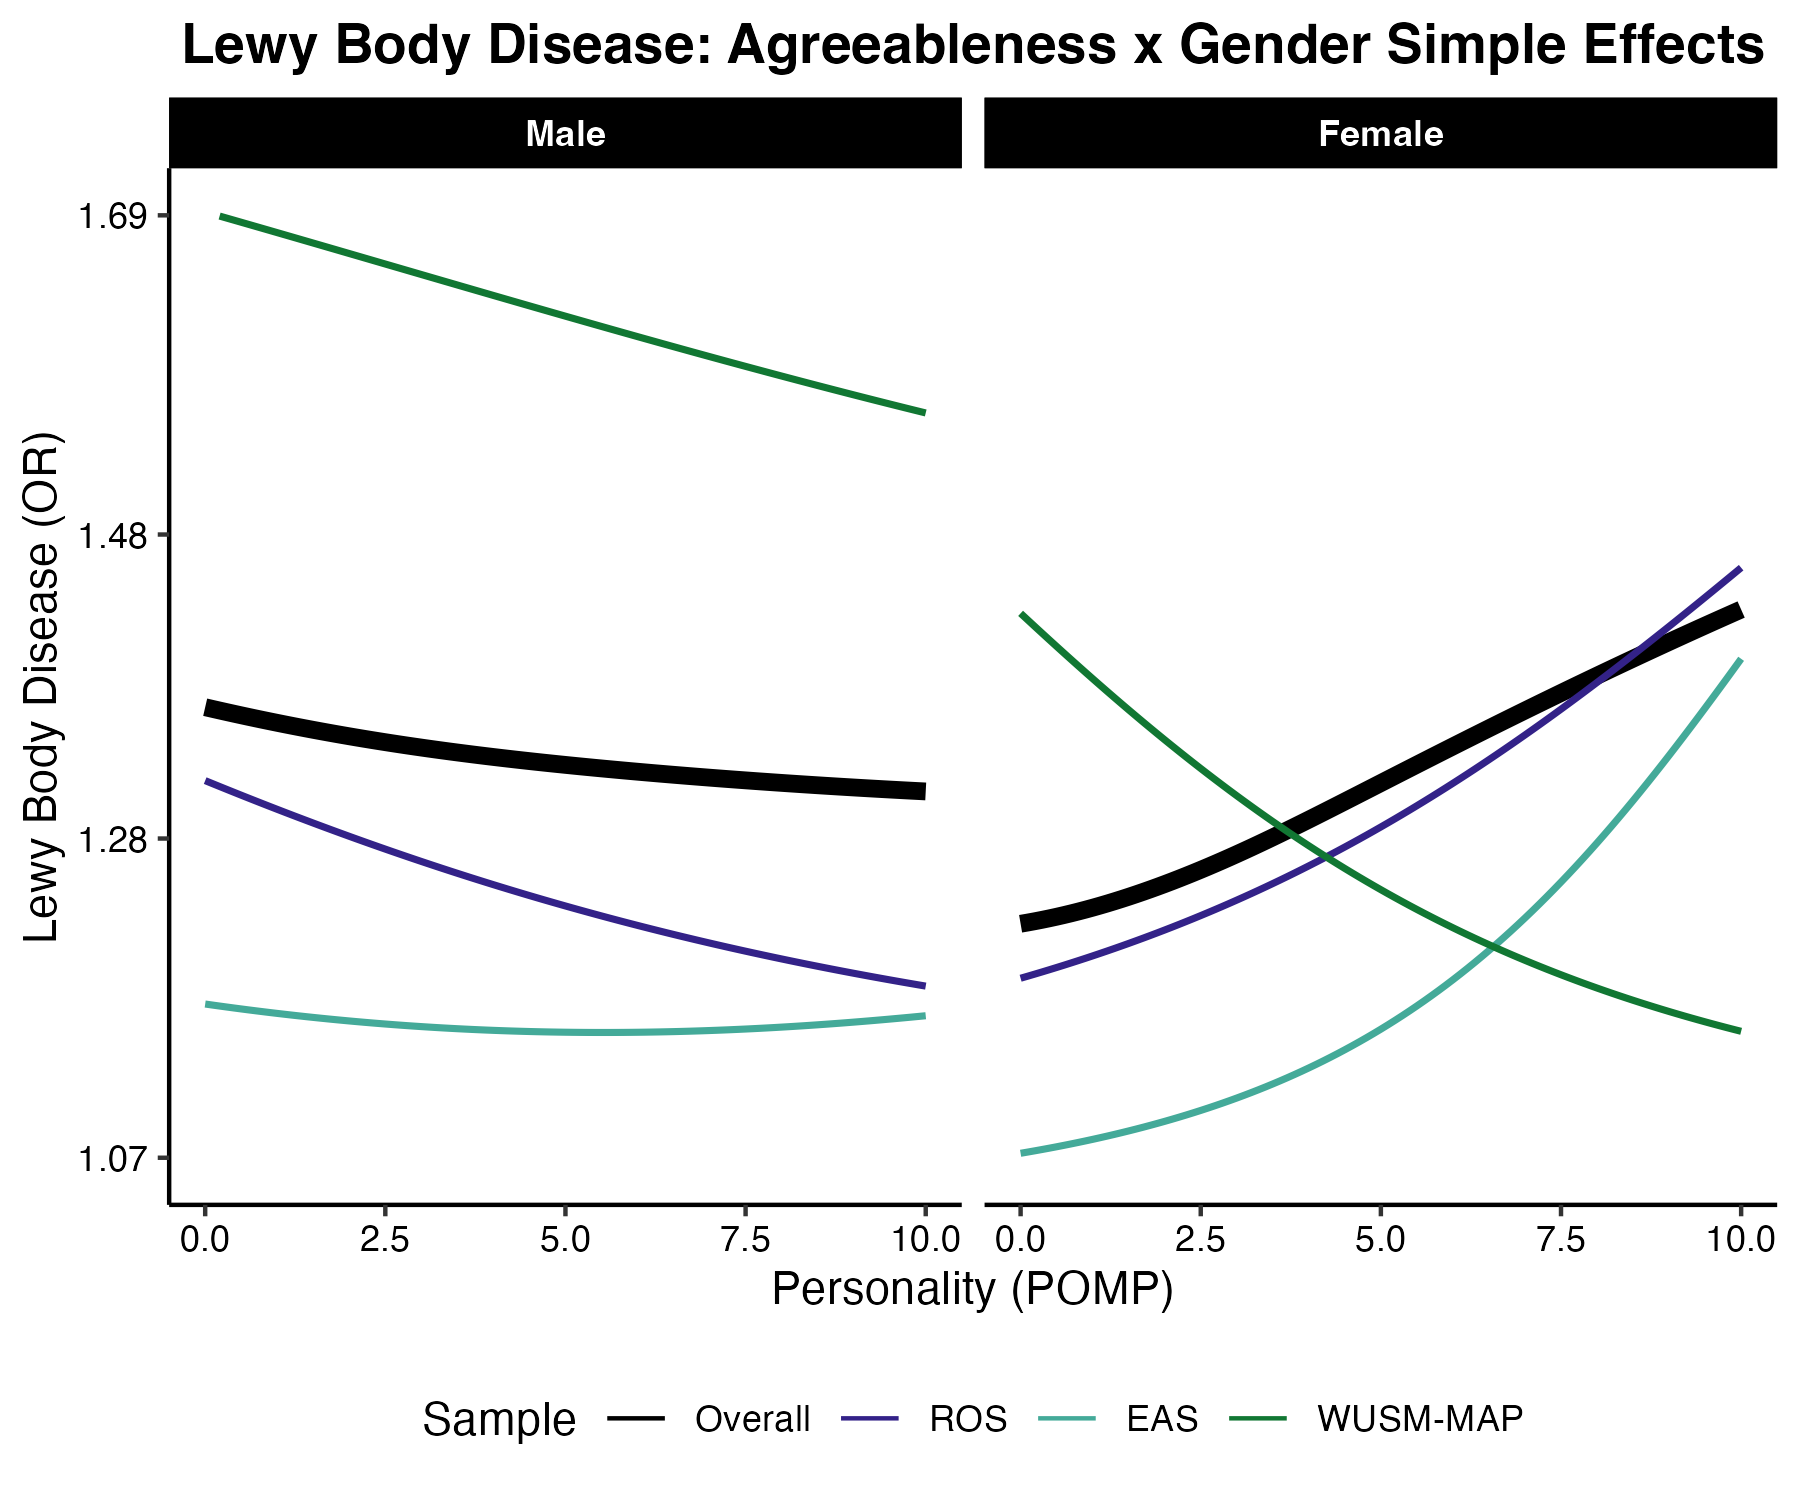 Lewy Body Disease: Agreeableness x Gender Simple Effects
Male
Female
Lewy Body Disease (OR)
1.69
1.48
1.28
1.07
0.0 2.5 5.0 7.5 10.0
0.0 2.5 5.0 7.5 10.0
Personality (POMP)
Sample Overall ROS EAS WUSM-MAP